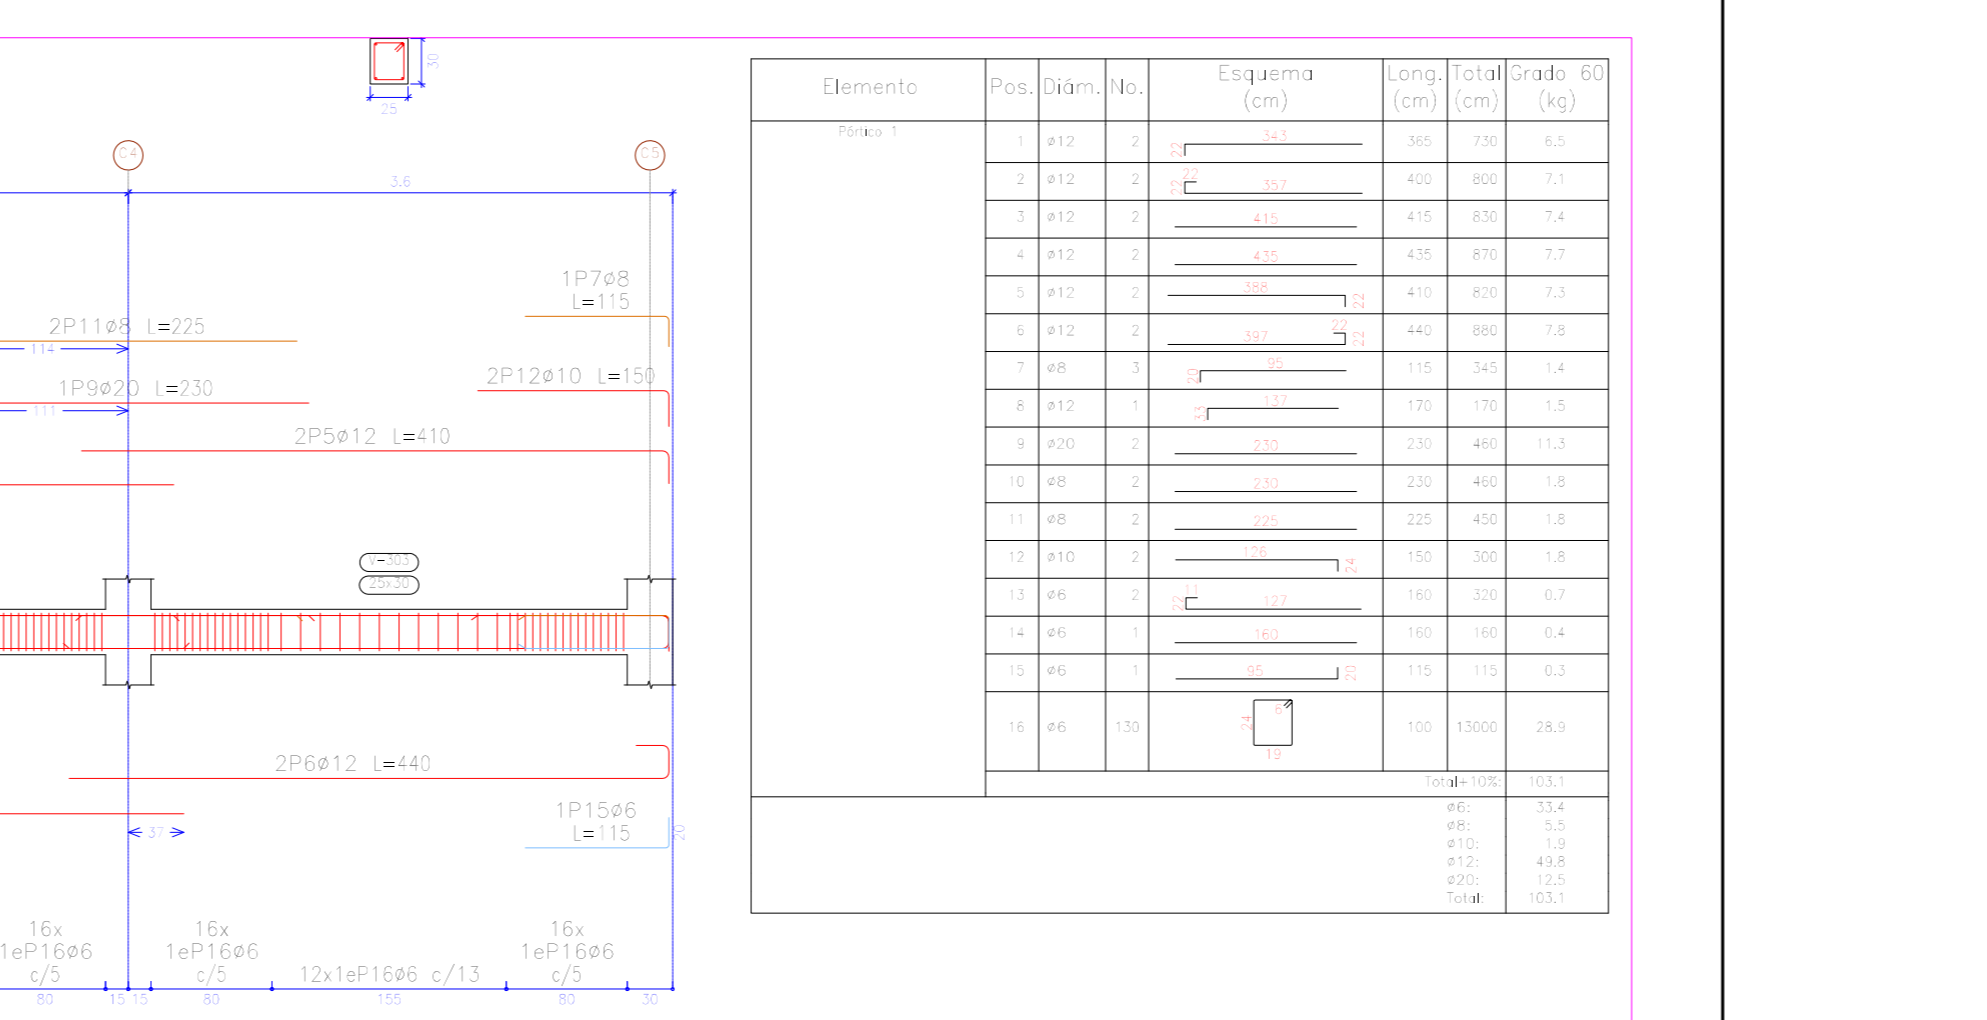 30
25
C4
C5
3.6
1P7ø8
L=115
2P11ø8 L=225
114
1P9ø20 L=230
111
2P12ø10 L=150
2P5ø12 L=410
V-303
25x30
2P6ø12 L=440
1P15ø6
L=115
20
37
16x
1eP16ø6
c/5
16x
1eP16ø6
c/5
12x1eP16ø6 c/13
16x
1eP16ø6
c/5
80 15 15 80 155 80 30
Elemento Pos. Diám. No. Esquema (cm) Long. (cm) Total (cm) Grado 60 (kg)
Pórtico 1
1 ø12 2 22 343 365 730 6.5
2 ø12 2 22 22 357 400 800 7.1
3 ø12 2 415 415 830 7.4
4 ø12 2 435 435 870 7.7
5 ø12 2 388 22 410 820 7.3
6 ø12 2 397 22 22 440 880 7.8
7 ø8 3 20 95 115 345 1.4
8 ø12 1 33 137 170 170 1.5
9 ø20 2 230 230 460 11.3
10 ø8 2 230 230 460 1.8
11 ø8 2 225 225 450 1.8
12 ø10 2 126 24 150 300 1.8
13 ø6 2 22 11 127 160 320 0.7
14 ø6 1 160 160 160 0.4
15 ø6 1 95 20 115 115 0.3
16 ø6 130 24 6 19 100 13000 28.9
Total+10%: 103.1
ø6: 33.4
ø8: 5.5
ø10: 1.9
ø12: 49.8
ø20: 12.5
Total: 103.1